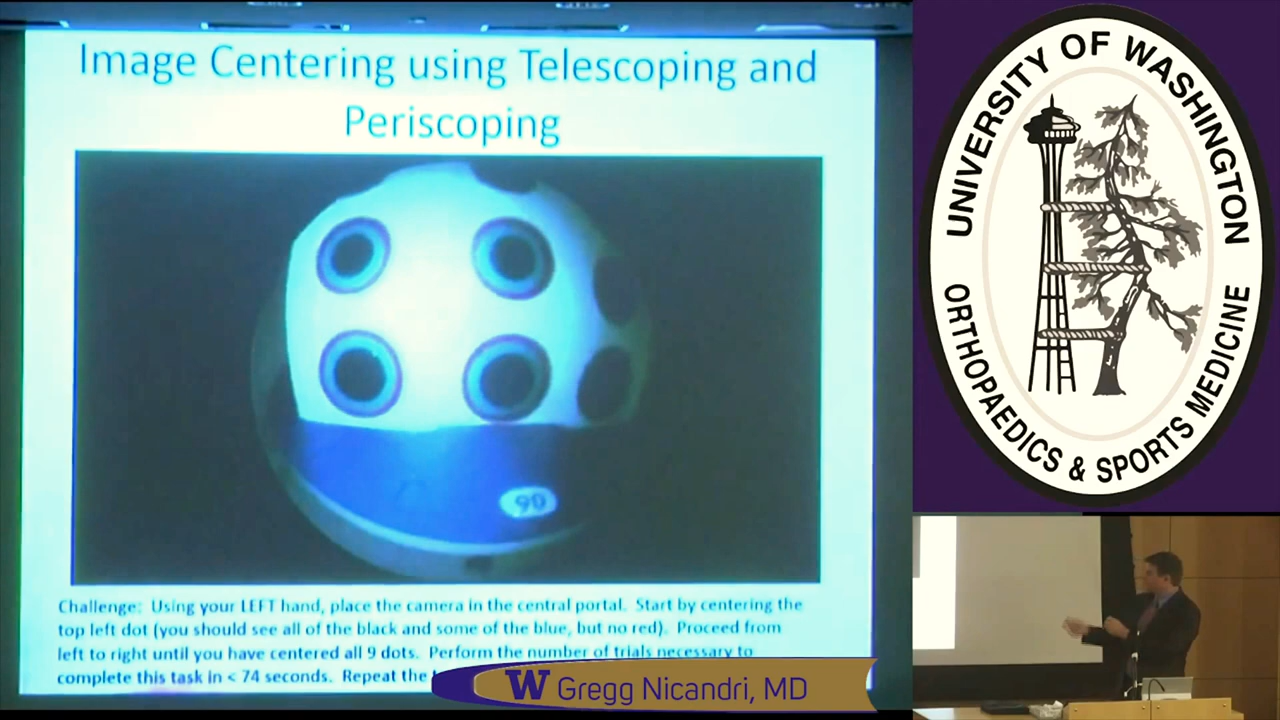 Image Centering using Telescoping and
Periscoping
90
Challenge: Using your LEFT hand, place the camera in the central portal. Start by centering the
top left dot (you should see all of the black and some of the blue, but no red). Proceed from
left to right until you have centered all 9 dots. Perform the number of trials necessary to
complete this task in < 74 seconds. Repeat the
W Gregg Nicandri, MD
UNIVERSITY OF WASHINGTON
ORTHOPAEDICS & SPORTS MEDICINE